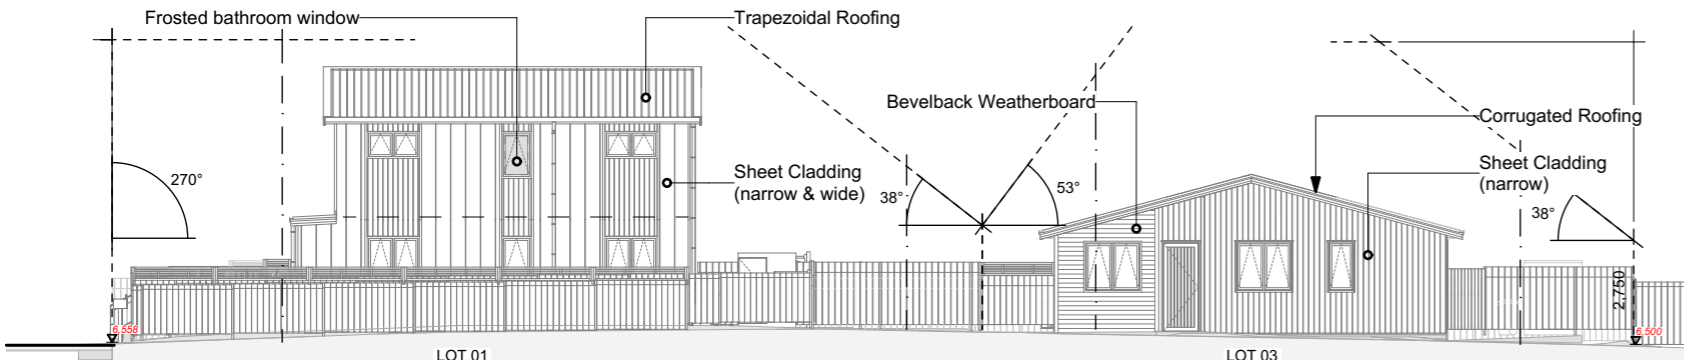 Frosted bathroom window
Trapezoidal Roofing
Bevelback Weatherboard
Corrugated Roofing
Sheet Cladding
(narrow & wide)
Sheet Cladding
(narrow)
270°
38°
53°
38°
2,750
6,558
6,500
LOT 01
LOT 03